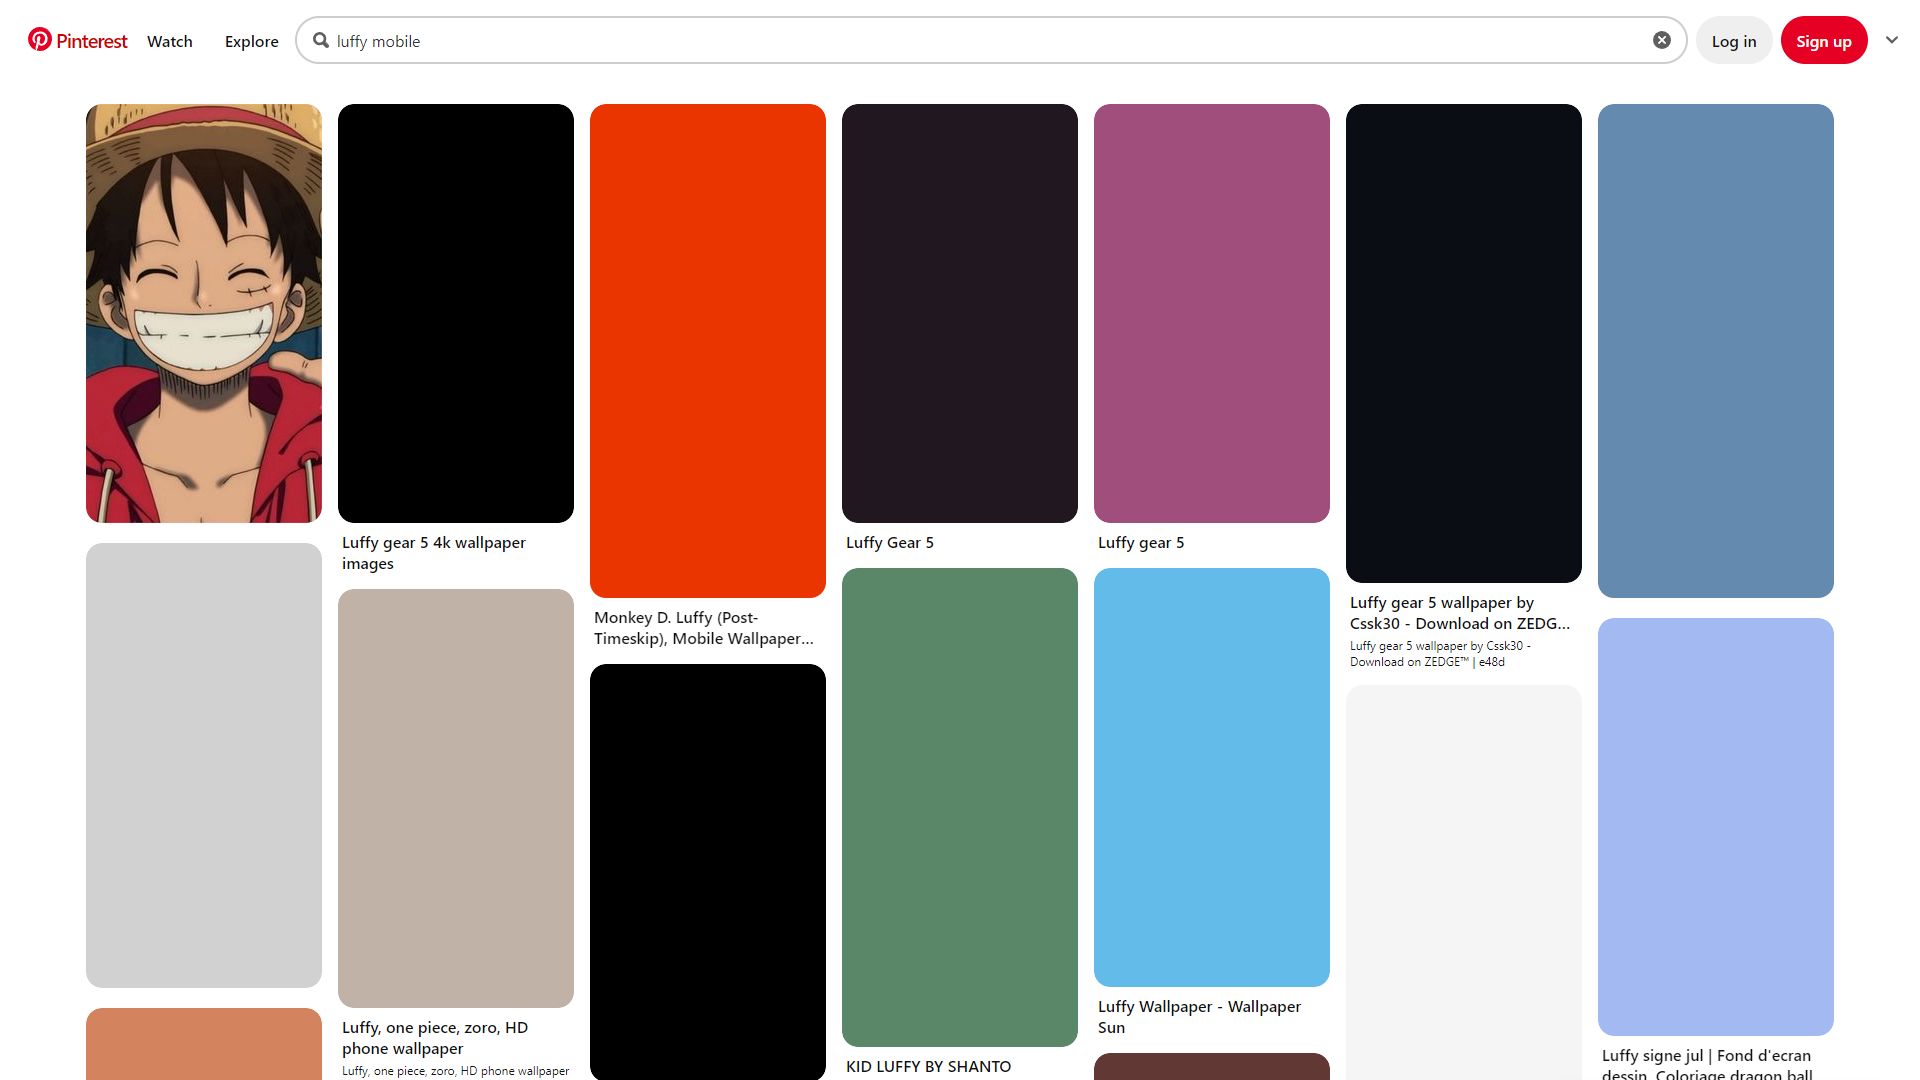 Pinterest
Watch
Explore
luffy mobile
Log in
Sign up
Luffy gear 5 4k wallpaper
images
Luffy, one piece, zoro, HD
phone wallpaper
Luffy, one piece, zoro, HD phone wallpaper
Monkey D. Luffy (Post-
Timeskip), Mobile Wallpaper...
Luffy Gear 5
KID LUFFY BY SHANTO
Luffy gear 5
Luffy Wallpaper - Wallpaper
Sun
Luffy gear 5 wallpaper by
Cssk30 - Download on ZEDG...
Luffy gear 5 wallpaper by Cssk30 -
Download on ZEDGE™ | e48d
Luffy signe jul | Fond d'ecran
dessin, Coloriage dragon ball